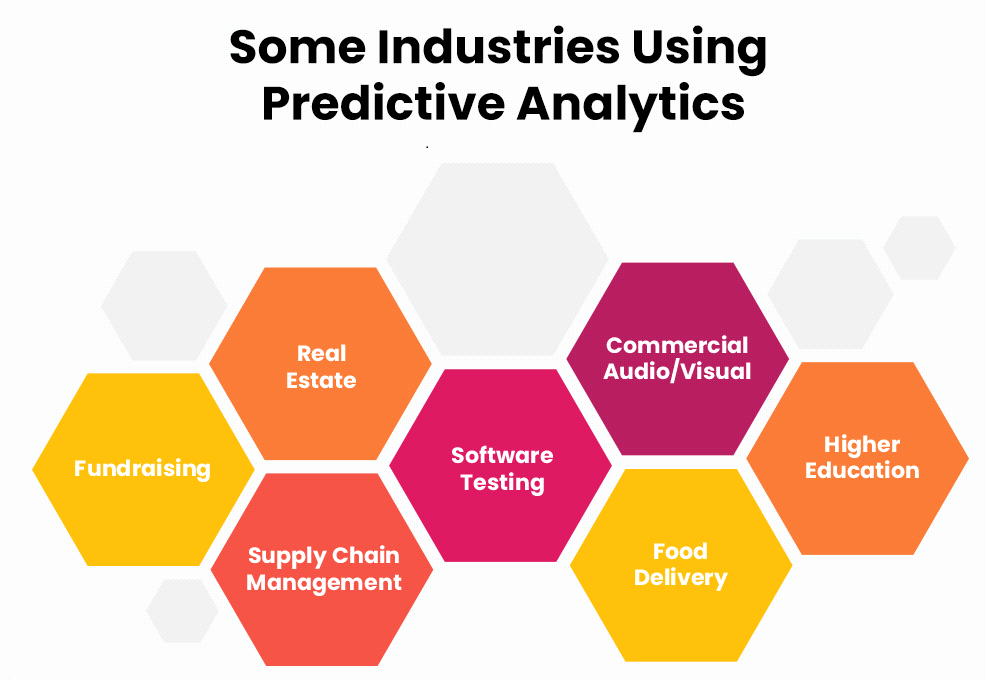 Some Industries Using
Predictive Analytics
Real
Estate
Commercial
Audio/Visual
Fundraising
Software
Testing
Higher
Education
Supply Chain
Management
Food
Delivery